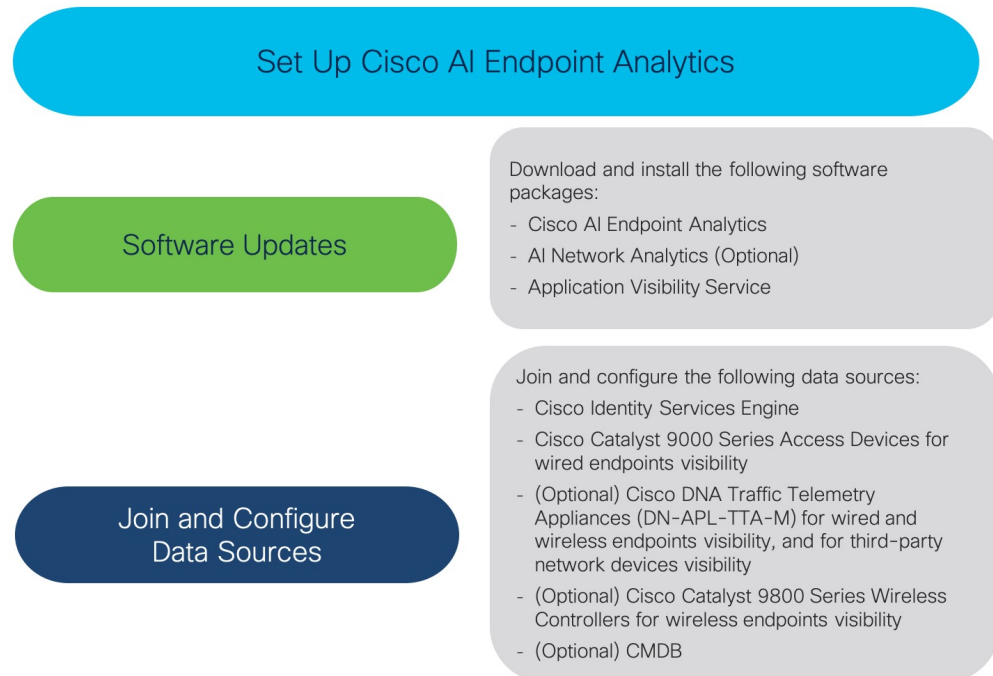 Set Up Cisco AI Endpoint Analytics
Software Updates
Download and install the following software
packages:
- Cisco AI Endpoint Analytics
- AI Network Analytics (Optional)
- Application Visibility Service
Join and Configure
Data Sources
Join and configure the following data sources:
- Cisco Identity Services Engine
- Cisco Catalyst 9000 Series Access Devices for
wired endpoints visibility
- (Optional) Cisco DNA Traffic Telemetry
Appliances (DN-APL-TTA-M) for wired and
wireless endpoints visibility, and for third-party
network devices visibility
- (Optional) Cisco Catalyst 9800 Series Wireless
Controllers for wireless endpoints visibility
- (Optional) CMDB